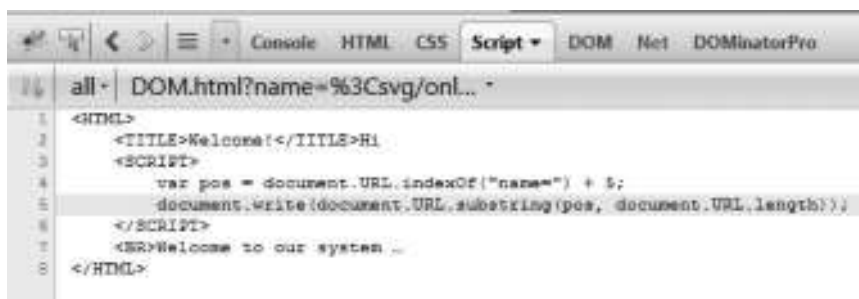 Console HTML CSS Script DOM Net DOMinatorPro
all DOM.html?name=%3Csvg/onl...
1 <HTML>
2 <TITLE>Welcome!</TITLE>Hi
3 <SCRIPT>
4 var pos = document.URL.indexOf("name=") + 5;
5 document.write(document.URL.substring(pos, document.URL.length));
6 </SCRIPT>
7 <BR>Welcome to our system …
8 </HTML>